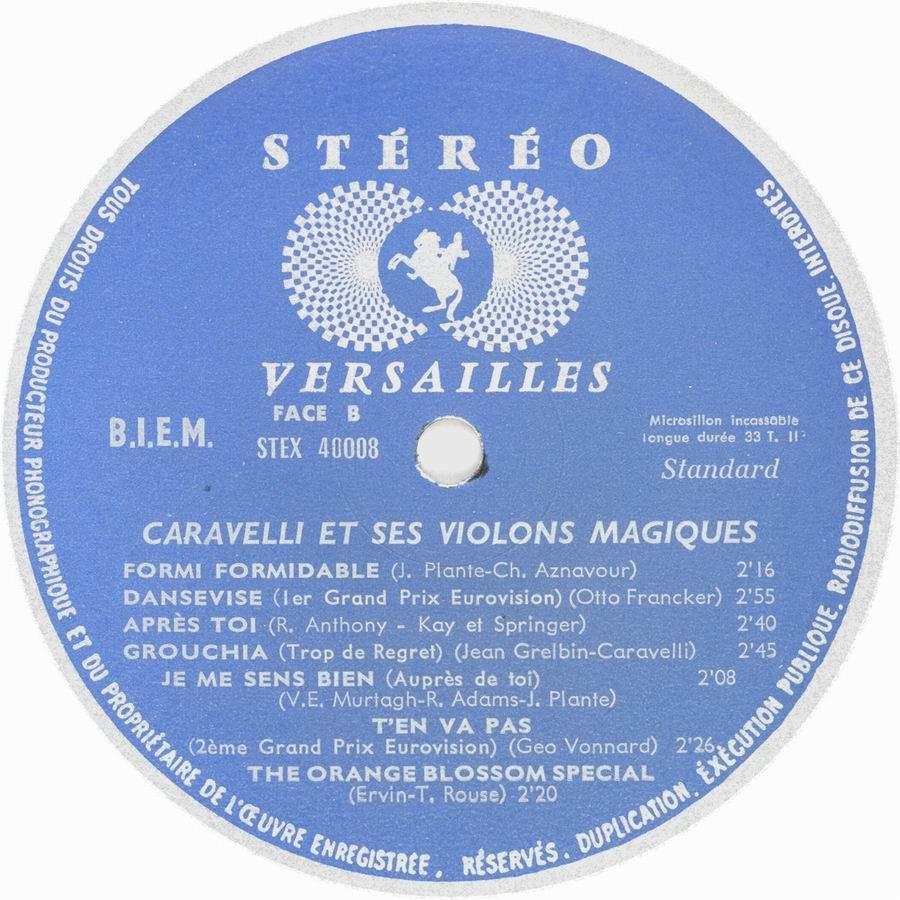 STÉRÉO
VERSAILLES
FACE B
B.I.E.M.
STEX 40008
Microsillon incassable
longue durée 33 T. II
Standard
CARAVELLI ET SES VIOLONS MAGIQUES
FORMI FORMIDABLE (J. Plante-Ch. Aznavour) 2'16
DANSEVISE (1er Grand Prix Eurovision) (Otto Francker) 2'55
APRÈS TOI (R. Anthony - Kay et Springer) 2'40
GROUCHIA (Trop de Regret) (Jean Grelbin-Caravelli) 2'45
JE ME SENS BIEN (Auprès de toi) 2'08
(V.E. Murtagh-R. Adams-J. Plante)
T'EN VA PAS
(2ème Grand Prix Eurovision) (Geo Vonnard) 2'26
THE ORANGE BLOSSOM SPECIAL
(Ervin-T. Rouse) 2'20
TOUS DROITS DU PRODUCTEUR PHONOGRAPHIQUE ET DU PROPRIÉTAIRE DE L'ŒUVRE ENREGISTRÉE, RÉSERVÉS. DUPLICATION, ÉXÉCUTION PUBLIQUE, RADIODIFFUSION DE CE DISQUE, INTERDITES